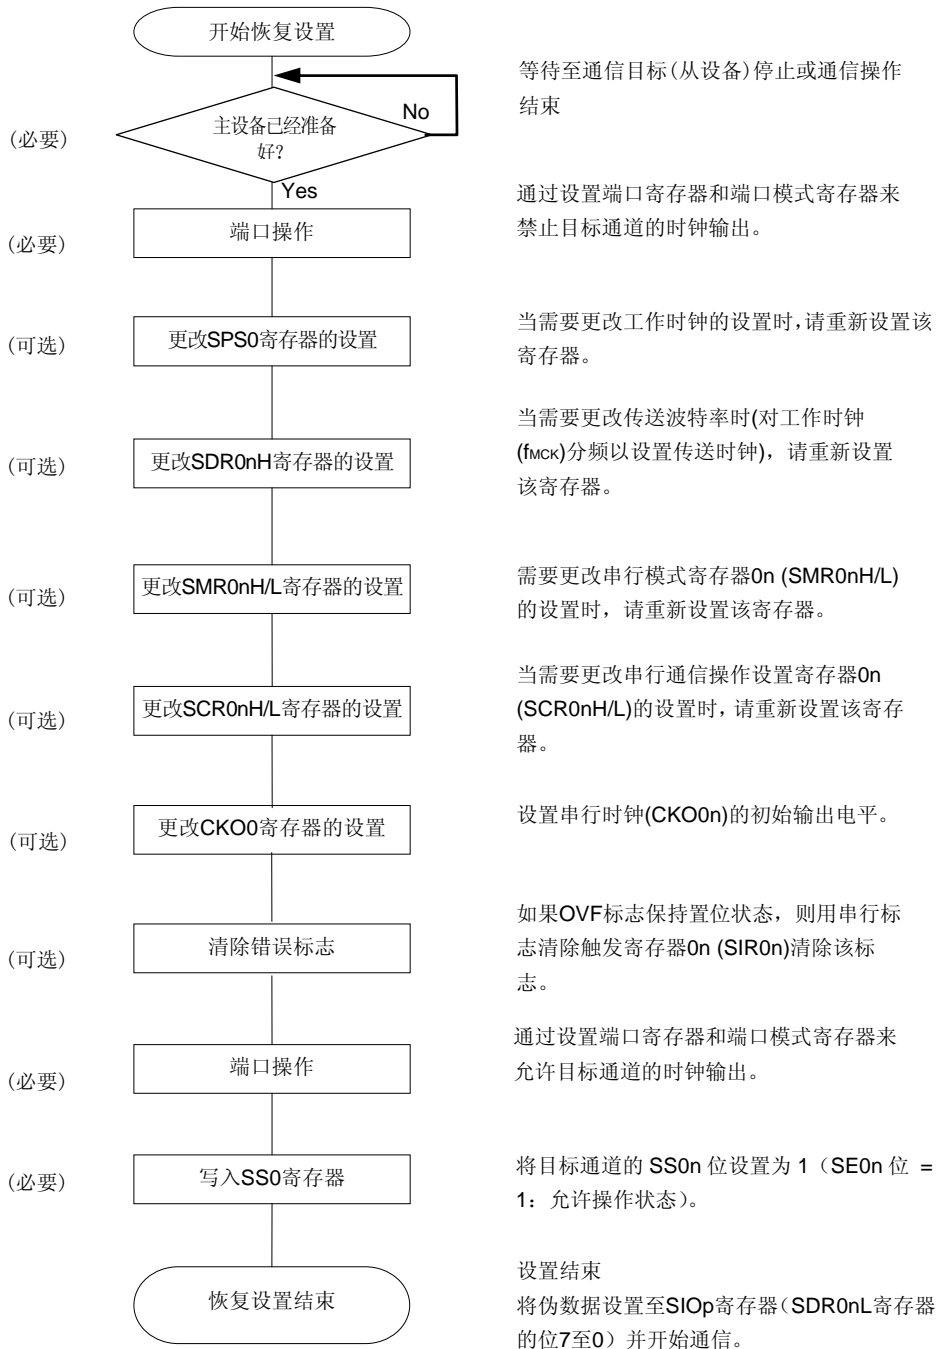 开始恢复设置
等待至通信目标(从设备)停止或通信操作
结束
No
(必要)
主设备已经准备
好?
Yes
通过设置端口寄存器和端口模式寄存器来
禁止目标通道的时钟输出。
(必要)
端口操作
当需要更改工作时钟的设置时,请重新设置该
寄存器。
(可选)
更改SPS0寄存器的设置
当需要更改传送波特率时(对工作时钟
(fMCK)分频以设置传送时钟)，请重新设置
该寄存器。
(可选)
更改SDR0nH寄存器的设置
需要更改串行模式寄存器0n (SMR0nH/L)
的设置时，请重新设置该寄存器。
(可选)
更改SMR0nH/L寄存器的设置
当需要更改串行通信操作设置寄存器0n
(SCR0nH/L)的设置时,请重新设置该寄存
器。
(可选)
更改SCR0nH/L寄存器的设置
设置串行时钟(CKO0n)的初始输出电平。
(可选)
更改CKO0寄存器的设置
如果OVF标志保持置位状态，则用串行标
志清除触发寄存器0n (SIR0n)清除该标
志。
(可选)
清除错误标志
通过设置端口寄存器和端口模式寄存器来
允许目标通道的时钟输出。
(必要)
端口操作
将目标通道的 SS0n 位设置为 1（SE0n 位 =
1：允许操作状态)。
(必要)
写入SS0寄存器
设置结束
将伪数据设置至SIOp寄存器（SDR0nL寄存器
的位7至0）并开始通信。
恢复设置结束